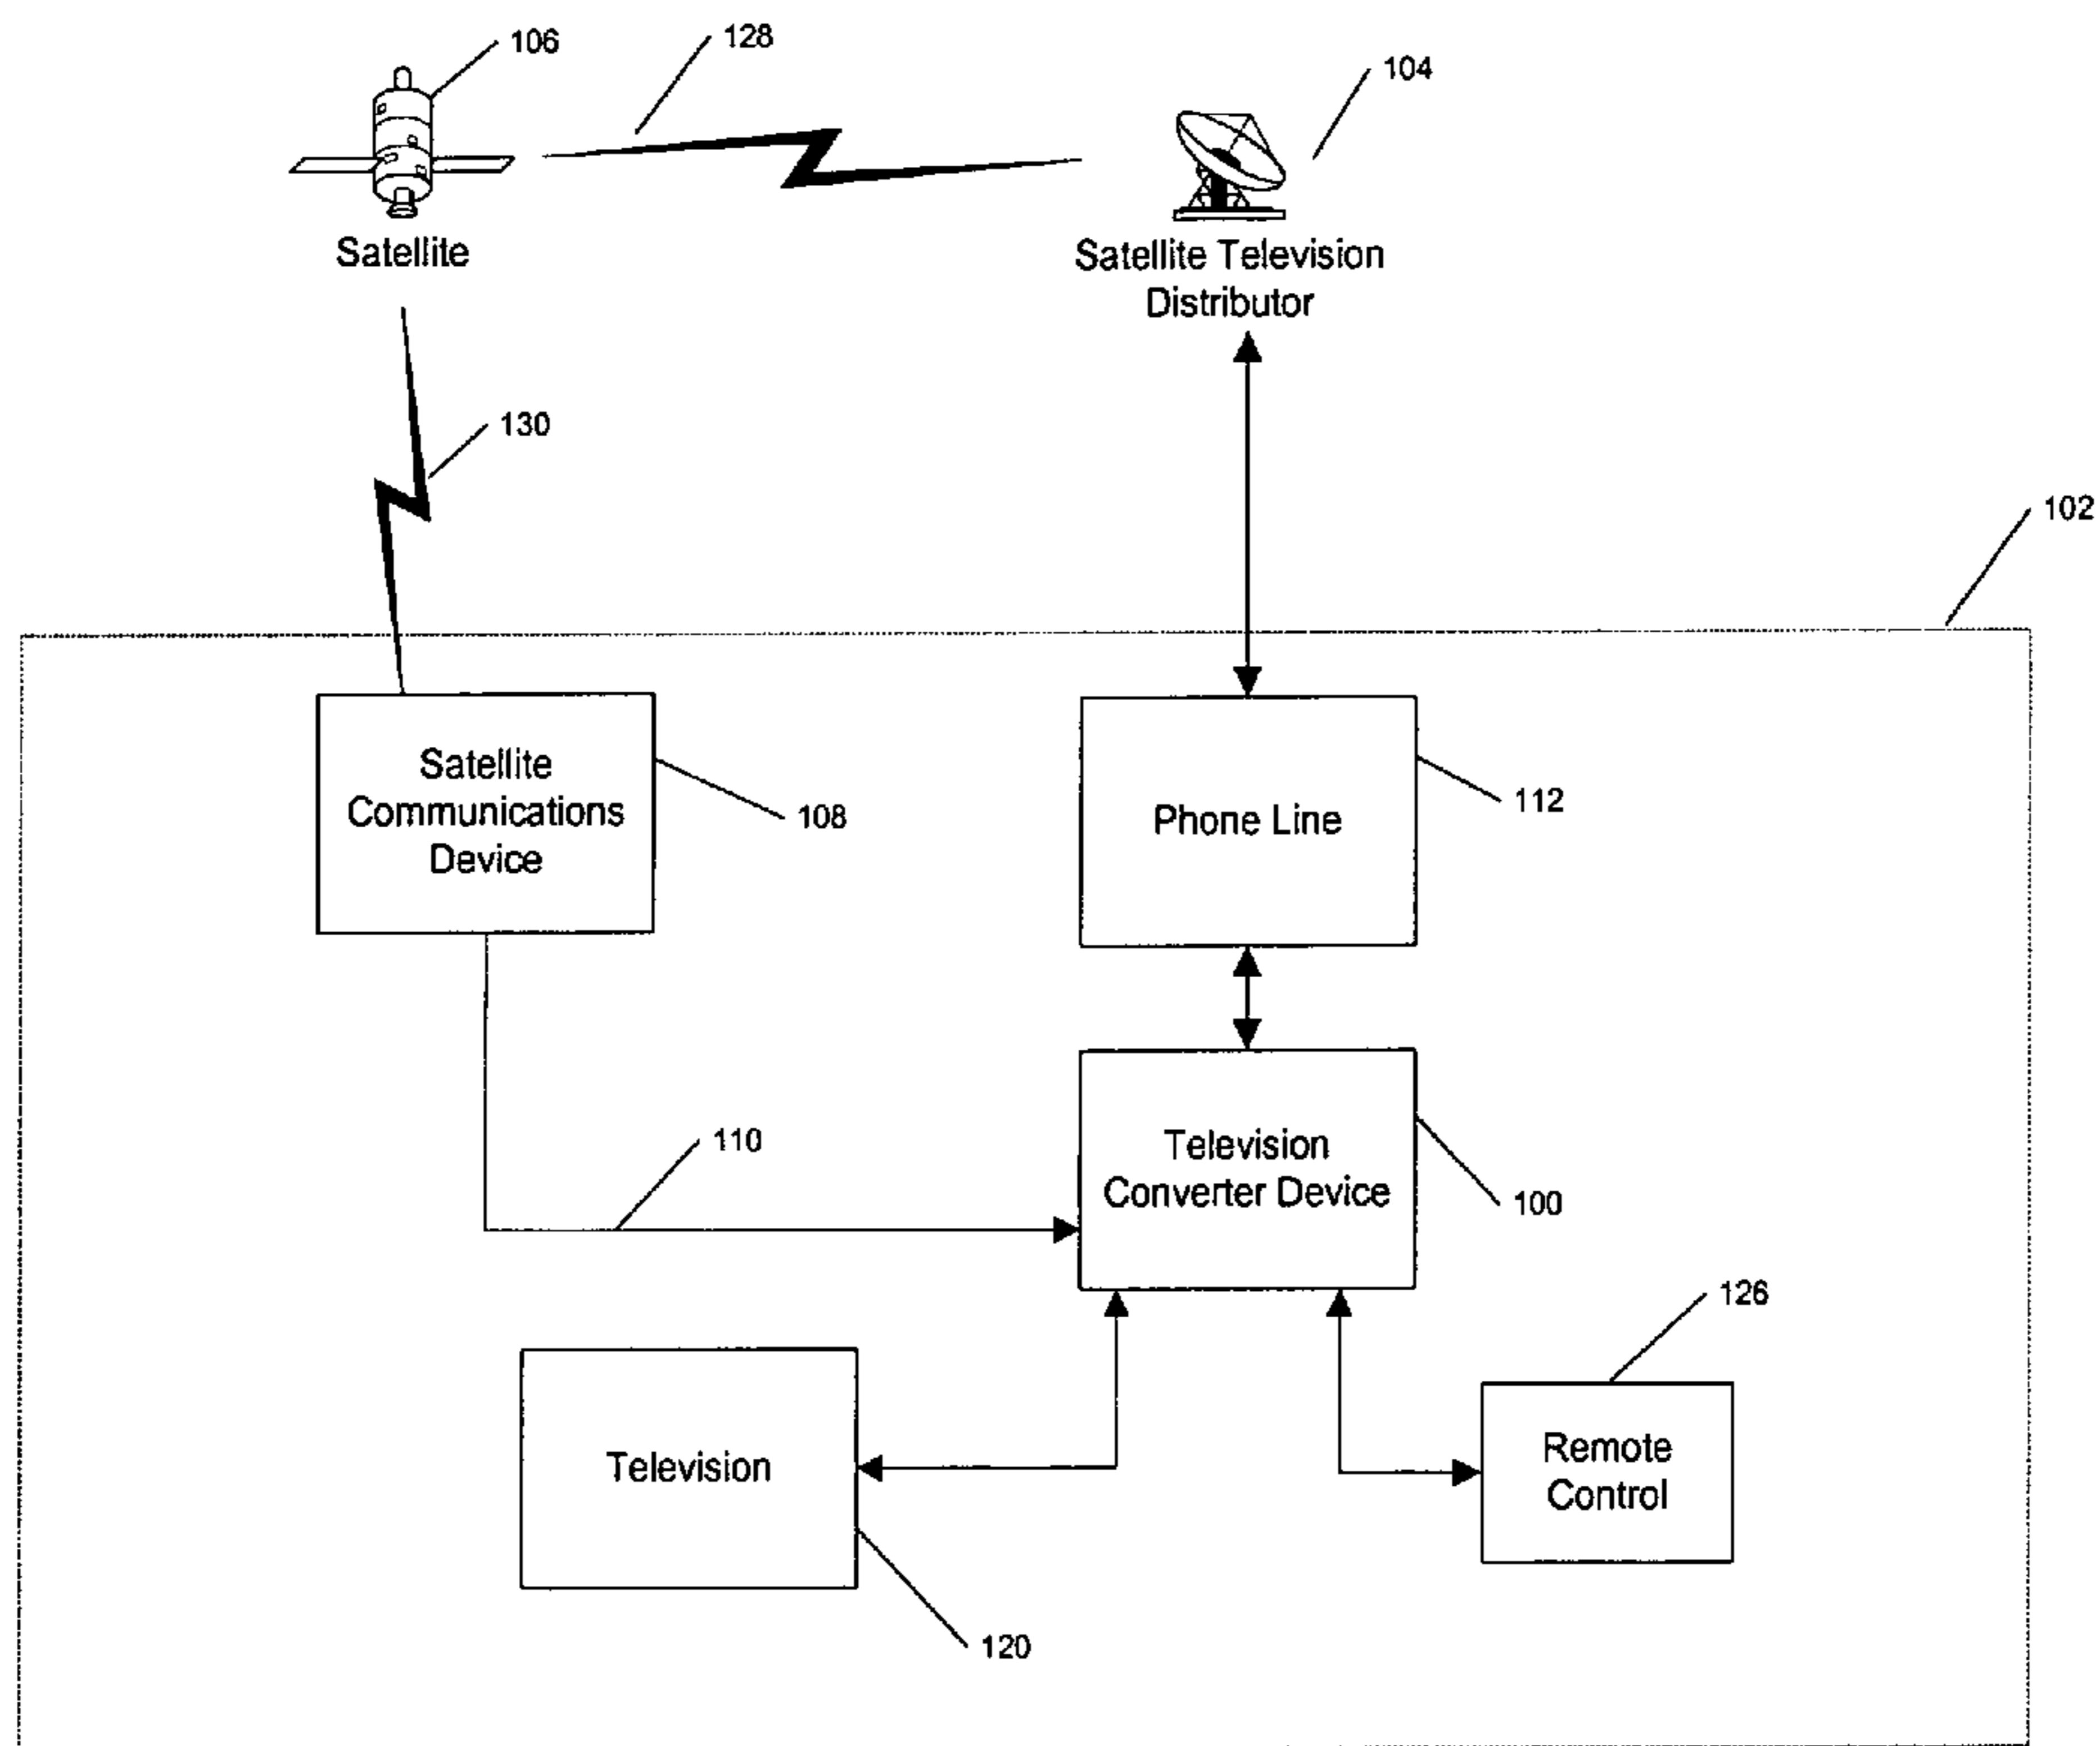 106
128
104
Satellite
Satellite Television
Distributor
130
102
Satellite
Communications
Device
108
Phone Line
112
110
Television
Converter Device
100
126
Television
Remote
Control
120